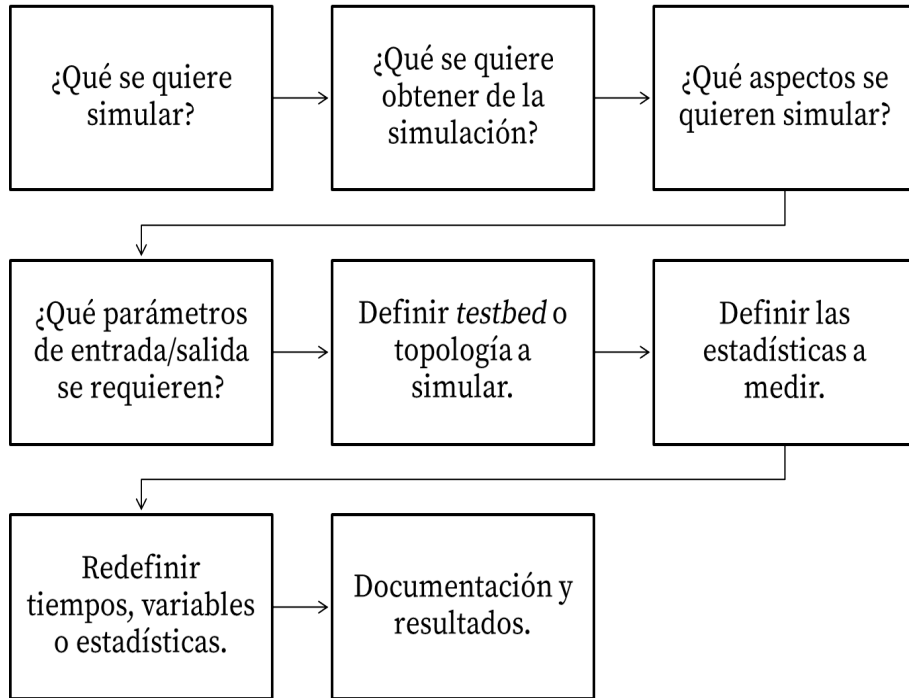 ¿Qué se quiere
simular?
¿Qué se quiere
obtener de la
simulación?
¿Qué aspectos se
quieren simular?
¿Qué parámetros
de entrada/salida
se requieren?
Definir testbed o
topología a
simular.
Definir las
estadísticas a
medir.
Redefinir
tiempos, variables
o estadísticas.
Documentación y
resultados.